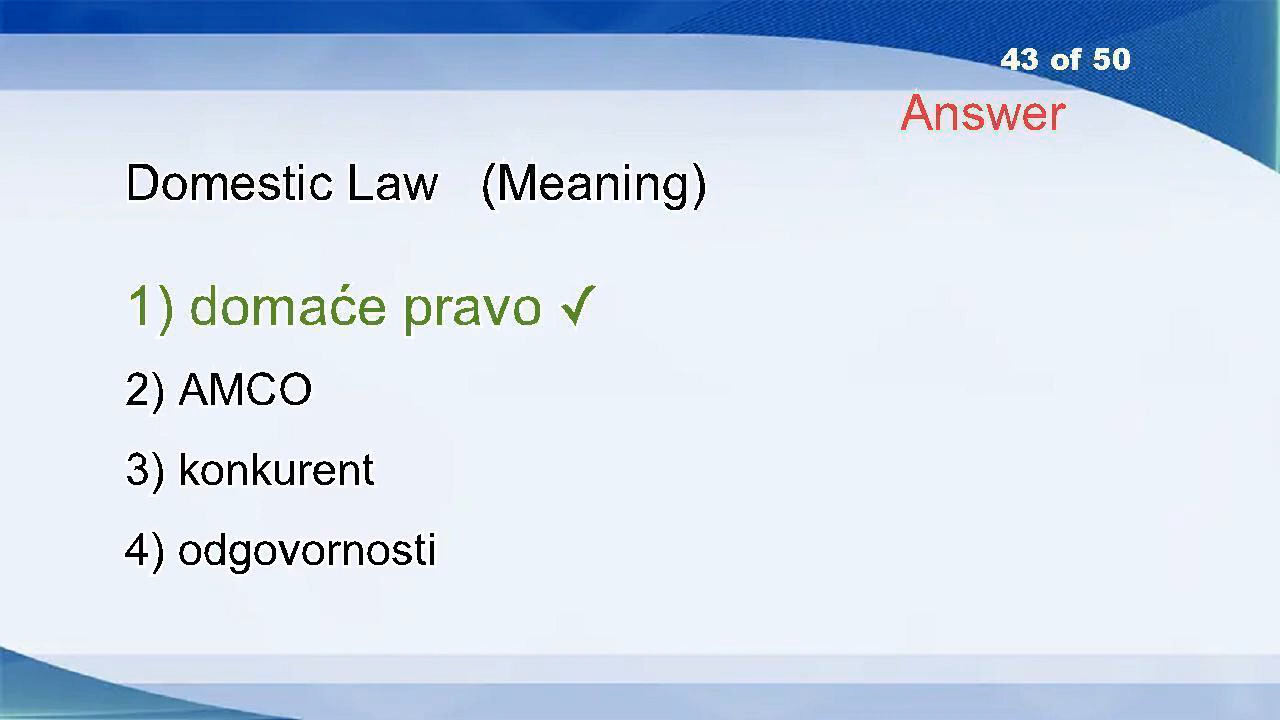 43 of 50
Answer
Domestic Law (Meaning)
1) domaće pravo ✓
2) AMCO
3) konkurent
4) odgovornosti